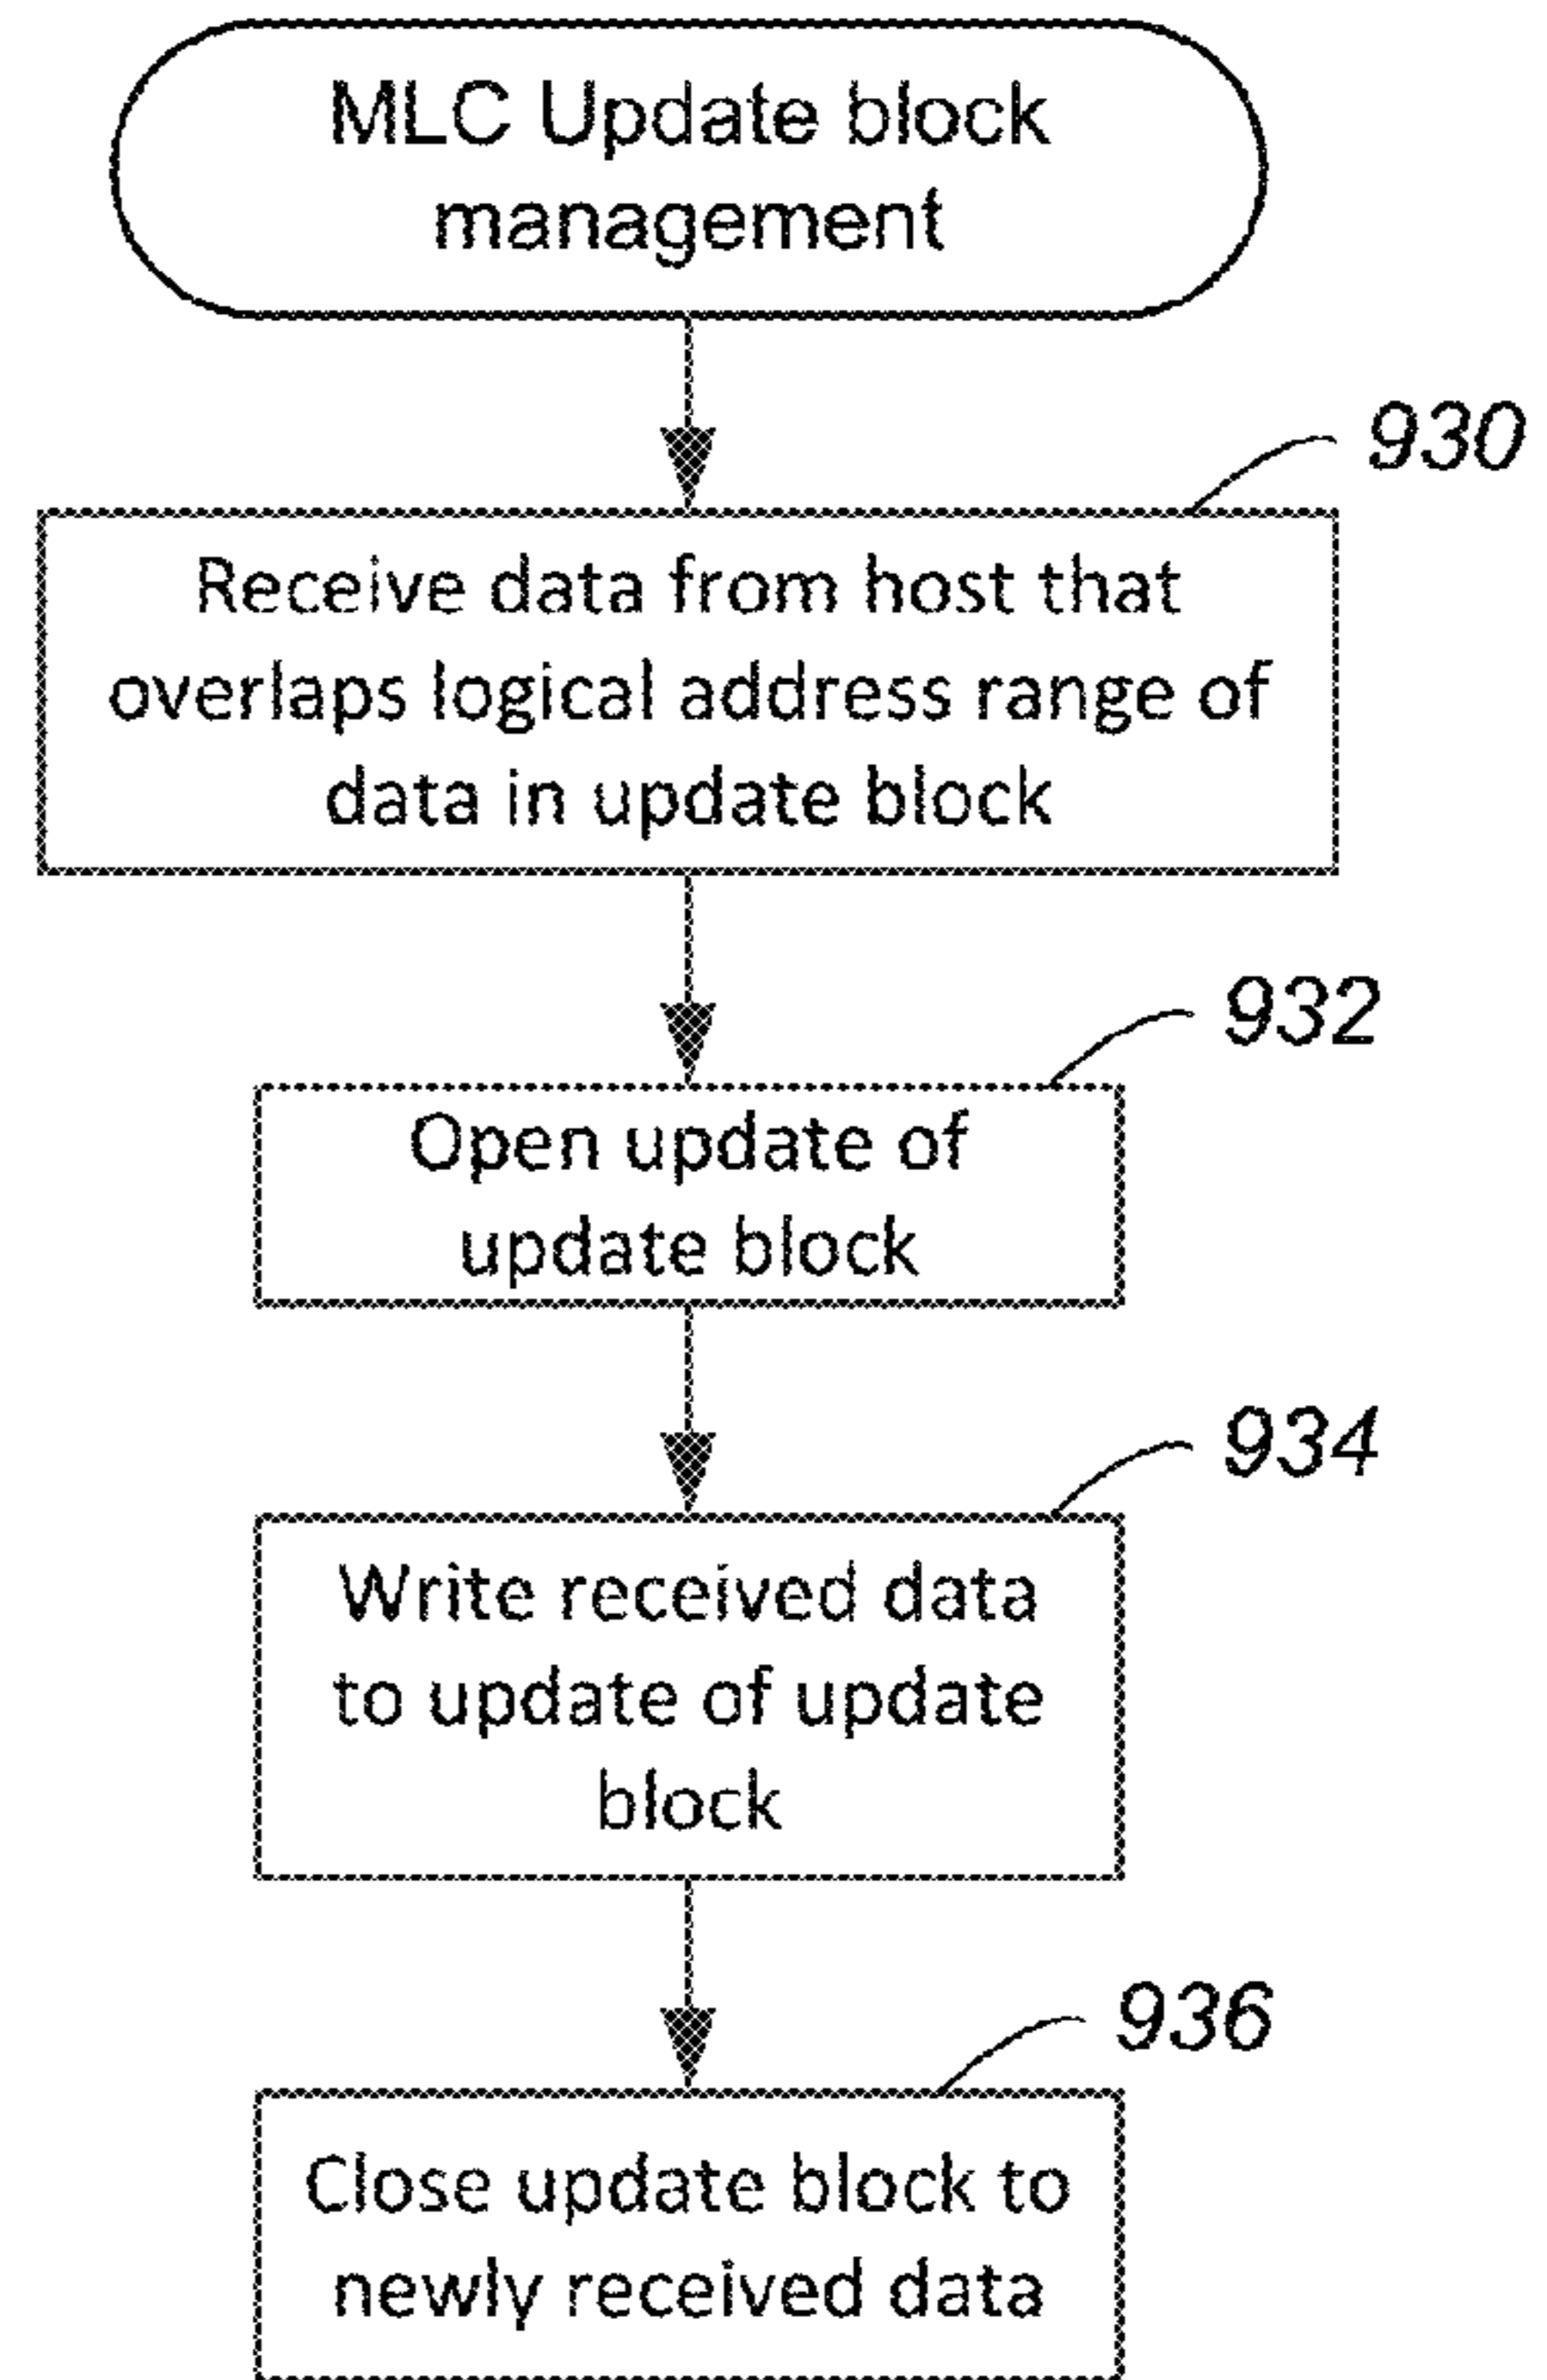 MLC Update block
management
930
Receive data from host that
overlaps logical address range of
data in update block
932
Open update of
update block
934
Write received data
to update of update
block
936
Close update block to
newly received data